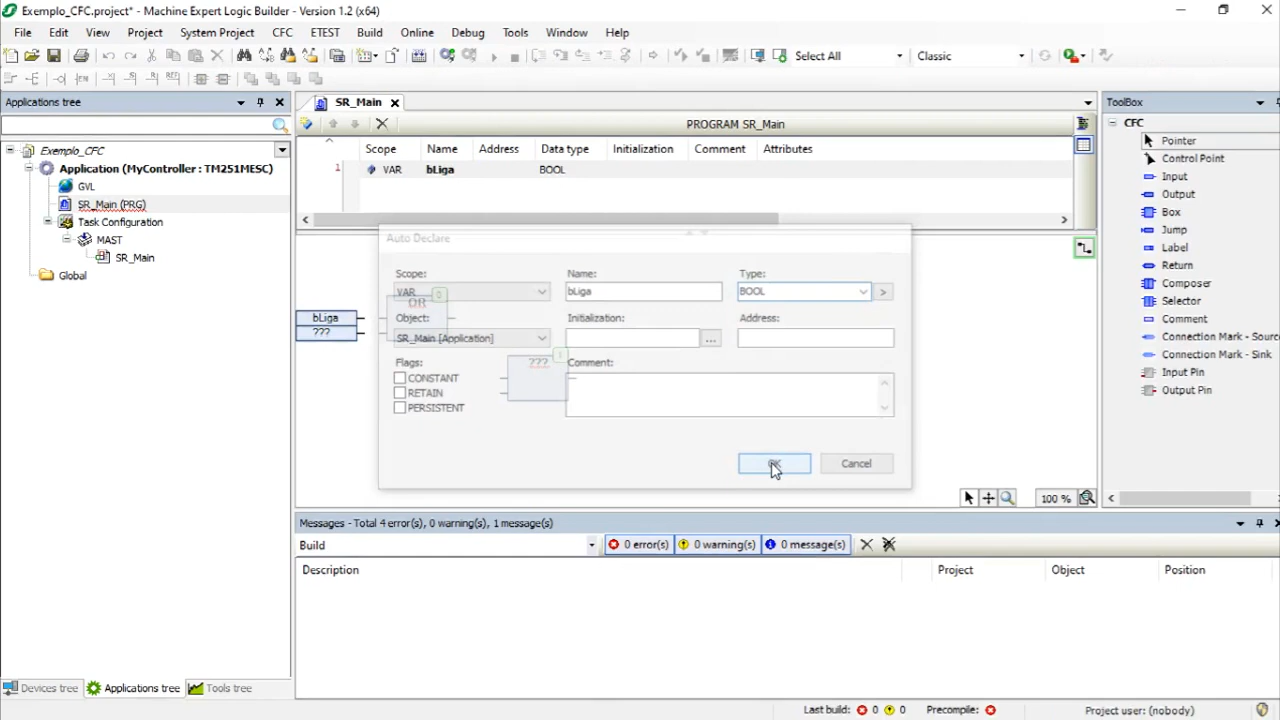 Exemplo_CFC.project* - Machine Expert Logic Builder - Version 1.2 (x64)
File Edit View Project System Project CFC ETEST Build Online Debug Tools Window Help
Select All Classic
Applications tree
SR_Main
ToolBox
PROGRAM SR_Main
CFC
Scope Name Address Data type Initialization Comment Attributes
1 VAR bLiga BOOL
Exemplo_CFC
Application (MyController : TM251MESC)
GVL
SR_Main (PRG)
Task Configuration
MAST
SR_Main
Global
Pointer
Control Point
Input
Output
Box
Jump
Label
Return
Composer
Selector
Comment
Connection Mark - Source
Connection Mark - Sink
Input Pin
Output Pin
Auto Declare
Scope: Name: Type:
VAR bLiga BOOL >
0
OR
bLiga
???
Object: Initialization: Address:
SR_Main [Application] ...
Flags: Comment:
CONSTANT
RETAIN
PERSISTENT
???
OK Cancel
100 %
Messages - Total 4 error(s), 0 warning(s), 1 message(s)
Build 0 error(s) 0 warning(s) 0 message(s)
Description Project Object Position
Devices tree Applications tree Tools tree
Last build: 0 0 Precompile: Project user: (nobody)